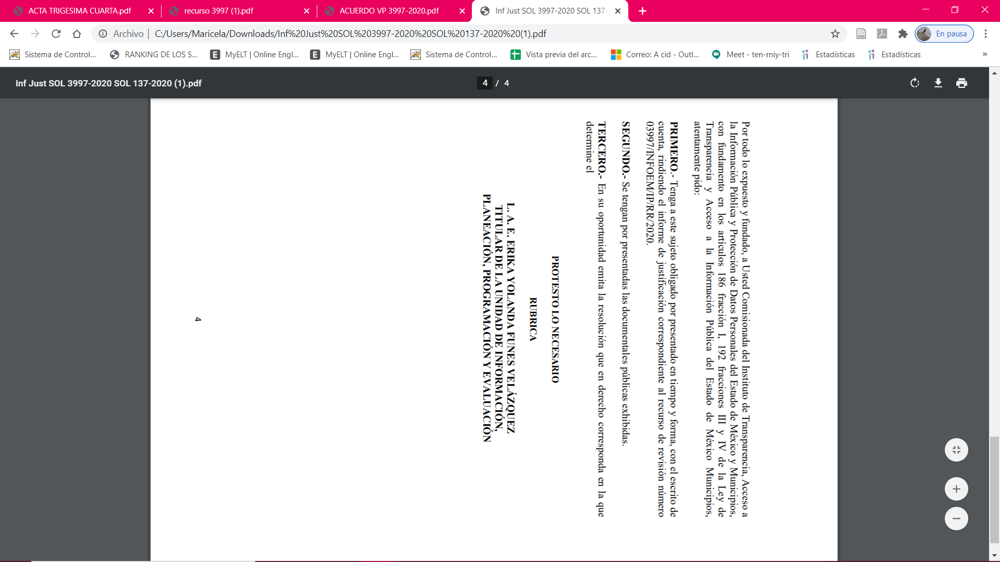 ACTA TRIGESIMA CUARTA.pdf
recurso 3997 (1).pdf
ACUERDO VP 3997-2020.pdf
Inf Just SOL 3997-2020 SOL 137-
Archivo
C:/Users/Maricela/Downloads/Inf%20Just%20SOL%203997-2020%20SOL%20137-2020%20(1).pdf
En pausa
Sistema de Control...
RANKING DE LOS S...
MyELT | Online Engl...
MyELT | Online Engl...
Sistema de Control...
Vista previa del arc...
Correo: A cid - Outl...
Meet - ten-rniy-tri
Estadísticas
Estadísticas
»
Inf Just SOL 3997-2020 SOL 137-2020 (1).pdf
4 / 4
Por todo lo expuesto y fundado, a Usted Comisionada del Instituto de Transparencia, Acceso a
la Información Pública y Protección de Datos Personales del Estado de México y Municipios,
con fundamento en los artículos 186 fracción I, 192 fracciones III y IV de la Ley de
Transparencia y Acceso a la Información Pública del Estado de México Municipios,
atentamente pido:
PRIMERO.- Tenga a este sujeto obligado por presentado en tiempo y forma, con el escrito de
cuenta, rindiendo el informe de justificación correspondiente al recurso de revisión número
03997/INFOEM/IP/RR/2020.
SEGUNDO.- Se tengan por presentadas las documentales públicas exhibidas.
TERCERO.- En su oportunidad emita la resolución que en derecho corresponda en la que
determine el
PROTESTO LO NECESARIO
RUBRICA
L. A. E. ERIKA YOLANDA FUNES VELÁZQUEZ
TITULAR DE LA UNIDAD DE INFORMACIÓN,
PLANEACIÓN, PROGRAMACIÓN Y EVALUACIÓN
4